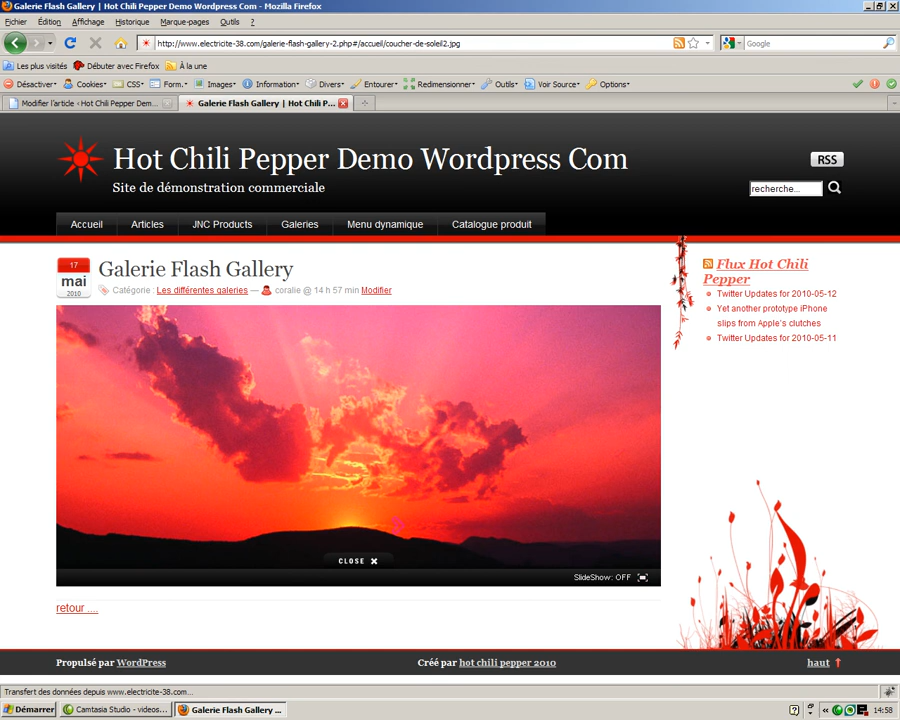 Galerie Flash Gallery | Hot Chili Pepper Demo Wordpress Com - Mozilla Firefox
Fichier Édition Affichage Historique Marque-pages Outils ?
http://www.electricite-38.com/galerie-flash-gallery-2.php#/accueil/coucher-de-soleil2.jpg
Google
Les plus visités Débuter avec Firefox À la une
Désactiver Cookies CSS Form. Images Information Divers Entourer Redimensionner Outils Voir Source Options
Modifier l'article ‹ Hot Chili Pepper Dem... Galerie Flash Gallery | Hot Chili P...
Hot Chili Pepper Demo Wordpress Com
Site de démonstration commerciale
RSS
recherche...
Accueil Articles JNC Products Galeries Menu dynamique Catalogue produit
17
mai
2010
Galerie Flash Gallery
Catégorie : Les différentes galeries — coralie @ 14 h 57 min Modifier
Flux Hot Chili
Pepper
Twitter Updates for 2010-05-12
Yet another prototype iPhone
slips from Apple's clutches
Twitter Updates for 2010-05-11
CLOSE
SlideShow: OFF
retour ....
Propulsé par WordPress Créé par hot chili pepper 2010 haut
Transfert des données depuis www.electricite-38.com...
Démarrer Camtasia Studio - videos... Galerie Flash Gallery ... 14:58